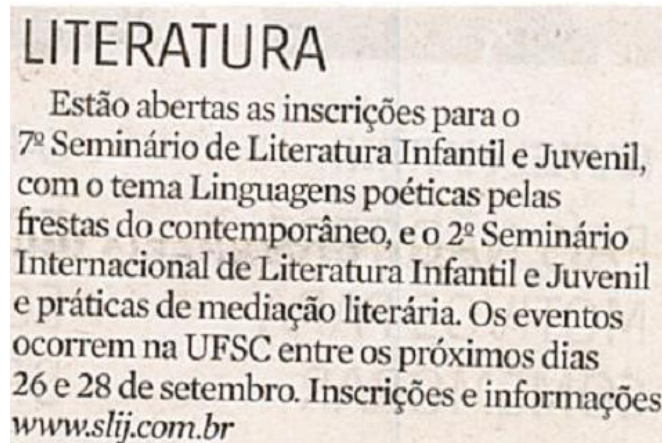 LITERATURA
Estão abertas as inscrições para o
7º Seminário de Literatura Infantil e Juvenil,
com o tema Linguagens poéticas pelas
frestas do contemporâneo, e o 2º Seminário
Internacional de Literatura Infantil e Juvenil
e práticas de mediação literária. Os eventos
ocorrem na UFSC entre os próximos dias
26 e 28 de setembro. Inscrições e informações
www.slij.com.br